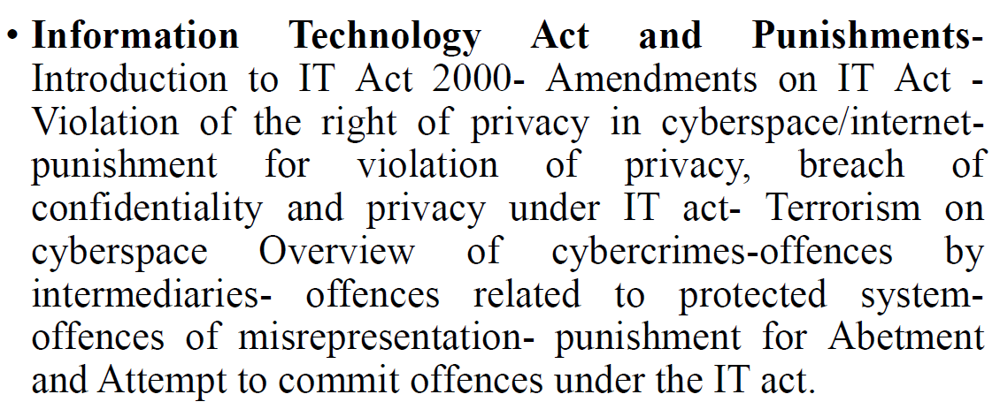 • Information Technology Act and Punishments-
Introduction to IT Act 2000- Amendments on IT Act -
Violation of the right of privacy in cyberspace/internet-
punishment for violation of privacy, breach of
confidentiality and privacy under IT act- Terrorism on
cyberspace Overview of cybercrimes-offences by
intermediaries- offences related to protected system-
offences of misrepresentation- punishment for Abetment
and Attempt to commit offences under the IT act.